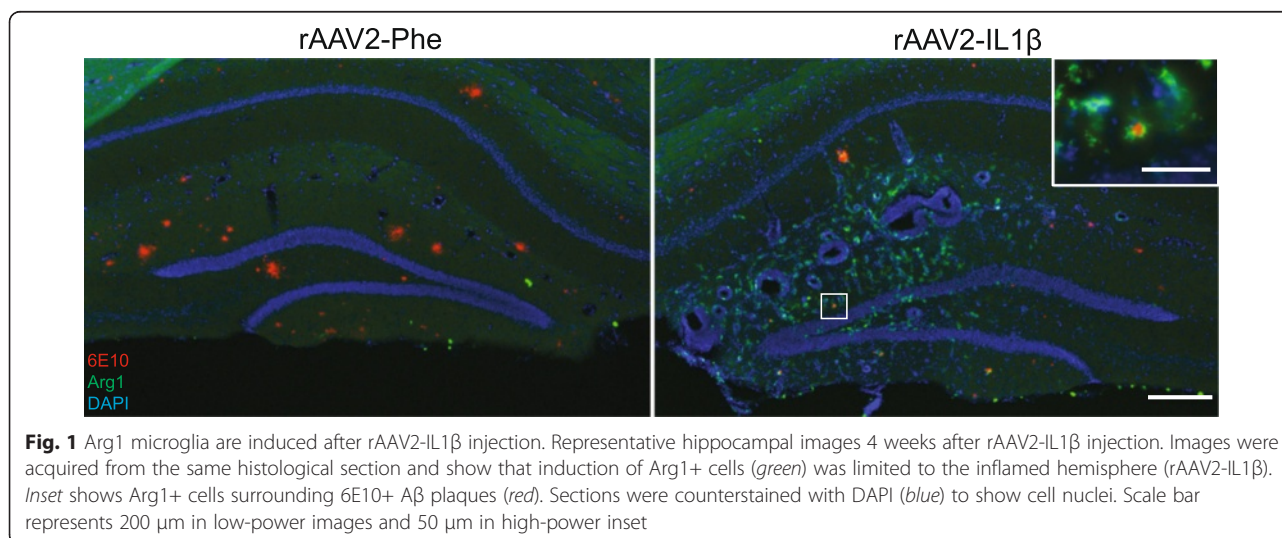 rAAV2-Phe
rAAV2-IL1β
6E10
Arg1
DAPI
Fig. 1 Arg1 microglia are induced after rAAV2-IL1β injection. Representative hippocampal images 4 weeks after rAAV2-IL1β injection. Images were
acquired from the same histological section and show that induction of Arg1+ cells (green) was limited to the inflamed hemisphere (rAAV2-IL1β).
Inset shows Arg1+ cells surrounding 6E10+ Aβ plaques (red). Sections were counterstained with DAPI (blue) to show cell nuclei. Scale bar
represents 200 μm in low-power images and 50 μm in high-power inset